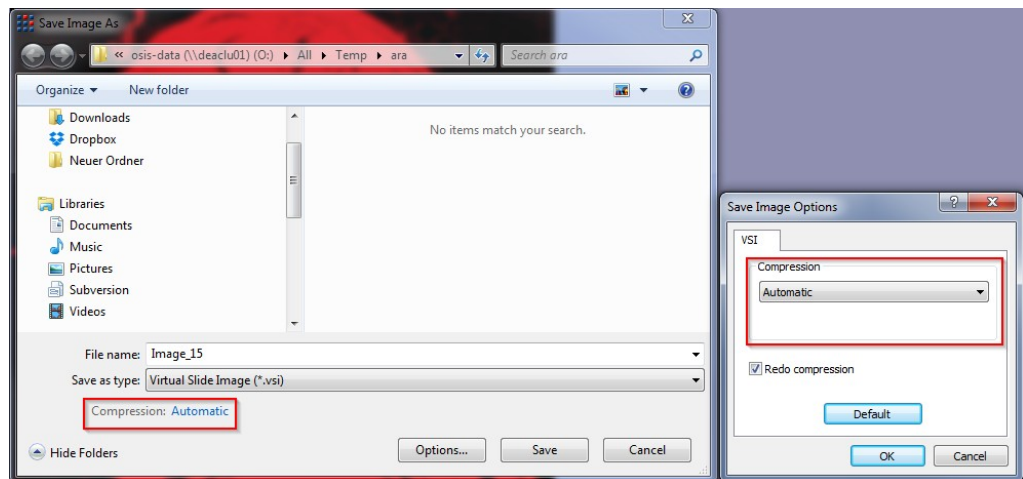 Save Image As
« osis-data (\\deaclu01) (O:) ▸ All ▸ Temp ▸ ara
Search ara
Organize ▾ New folder
Downloads
Dropbox
Neuer Ordner
Libraries
Documents
Music
Pictures
Subversion
Videos
No items match your search.
File name: Image_15
Save as type: Virtual Slide Image (*.vsi)
Compression: Automatic
Hide Folders
Options... Save Cancel
Save Image Options
VSI
Compression
Automatic
Redo compression
Default
OK Cancel